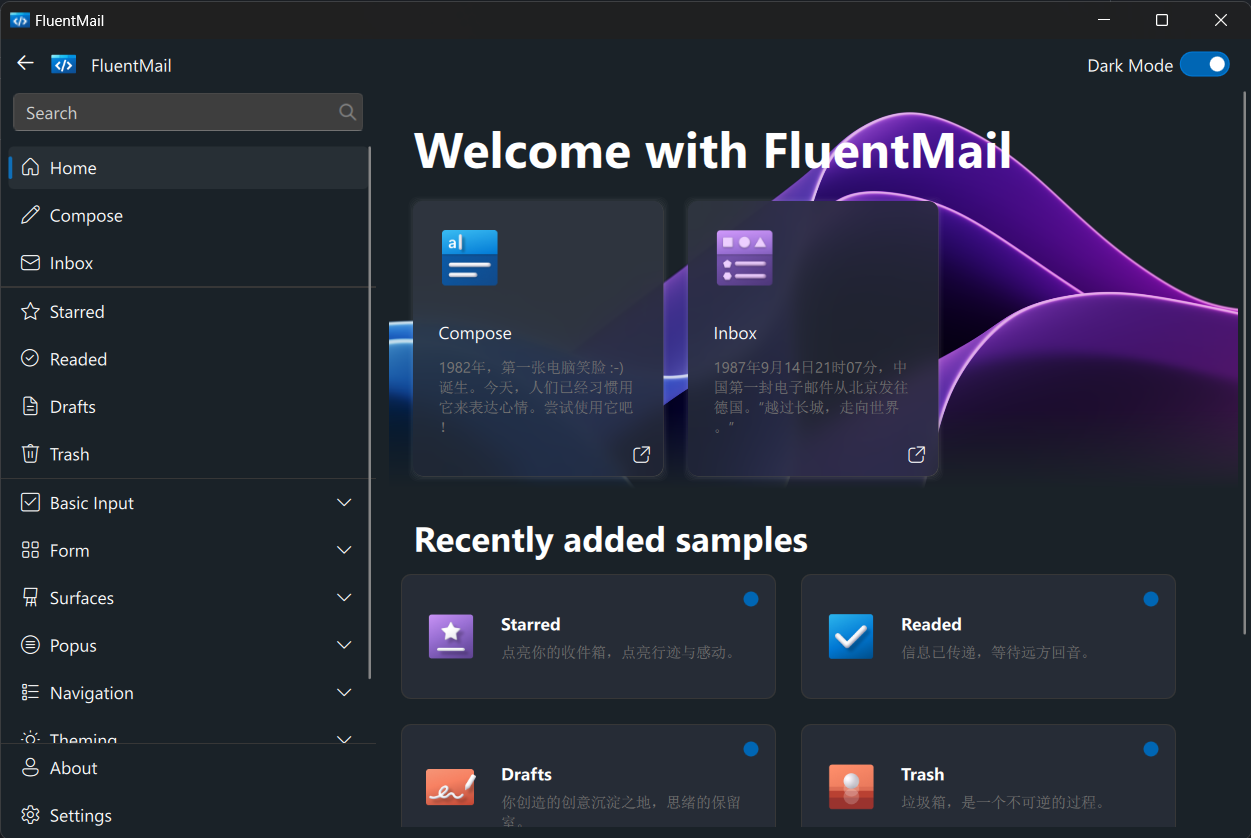 FluentMail
FluentMail
Dark Mode
Search
Home
Compose
Inbox
Starred
Readed
Drafts
Trash
Basic Input
Form
Surfaces
Popus
Navigation
Theming
About
Settings
Welcome with FluentMail
al
Compose
1982年，第一张电脑笑脸 :-)
诞生。今天，人们已经习惯用
它来表达心情。尝试使用它吧
！
Inbox
1987年9月14日21时07分，中
国第一封电子邮件从北京发往
德国。“越过长城，走向世界
。”
Recently added samples
Starred
点亮你的收件箱，点亮行迹与感动。
Readed
信息已传递，等待远方回音。
Drafts
你创造的创意沉淀之地，思绪的保留
室。
Trash
垃圾箱，是一个不可逆的过程。